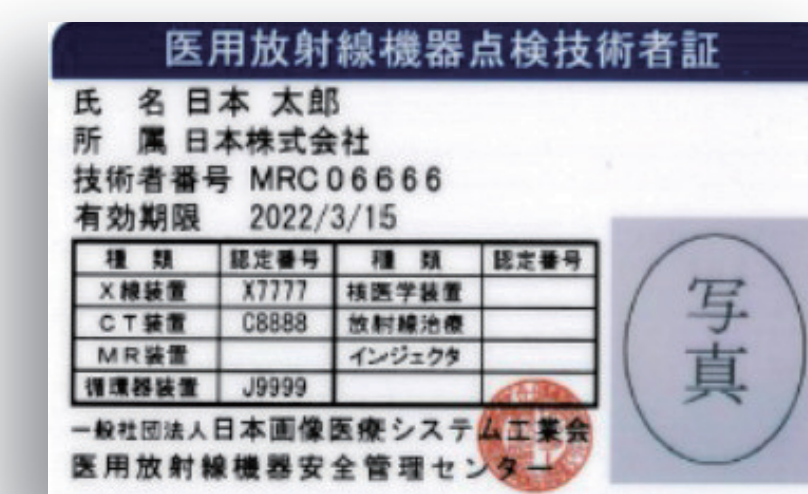 医用放射線機器点検技術者証
氏 名 日本 太郎
所 属 日本株式会社
技術者番号 MRC06666
有効期限 2022/3/15
種 類 認定番号 種 類 認定番号
X線装置 X7777 核医学装置
CT装置 C8888 放射線治療
MR装置 インジェクタ
循環器装置 J9999
一般社団法人日本画像医療システム工業会
医用放射線機器安全管理センター
写真